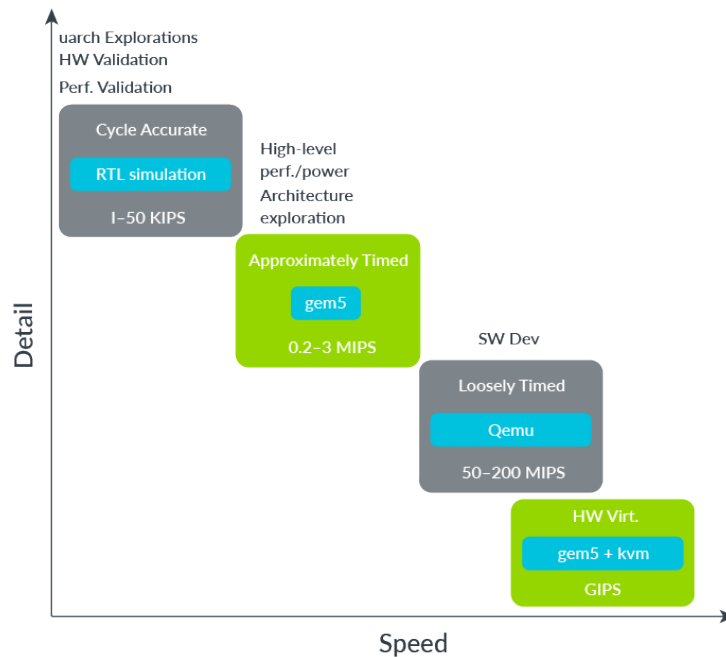 uarch Explorations
HW Validation
Perf. Validation
Cycle Accurate
RTL simulation
I–50 KIPS
High-level
perf./power
Architecture
exploration
Approximately Timed
gem5
0.2–3 MIPS
SW Dev
Loosely Timed
Qemu
50–200 MIPS
HW Virt.
gem5 + kvm
GIPS
Detail
Speed